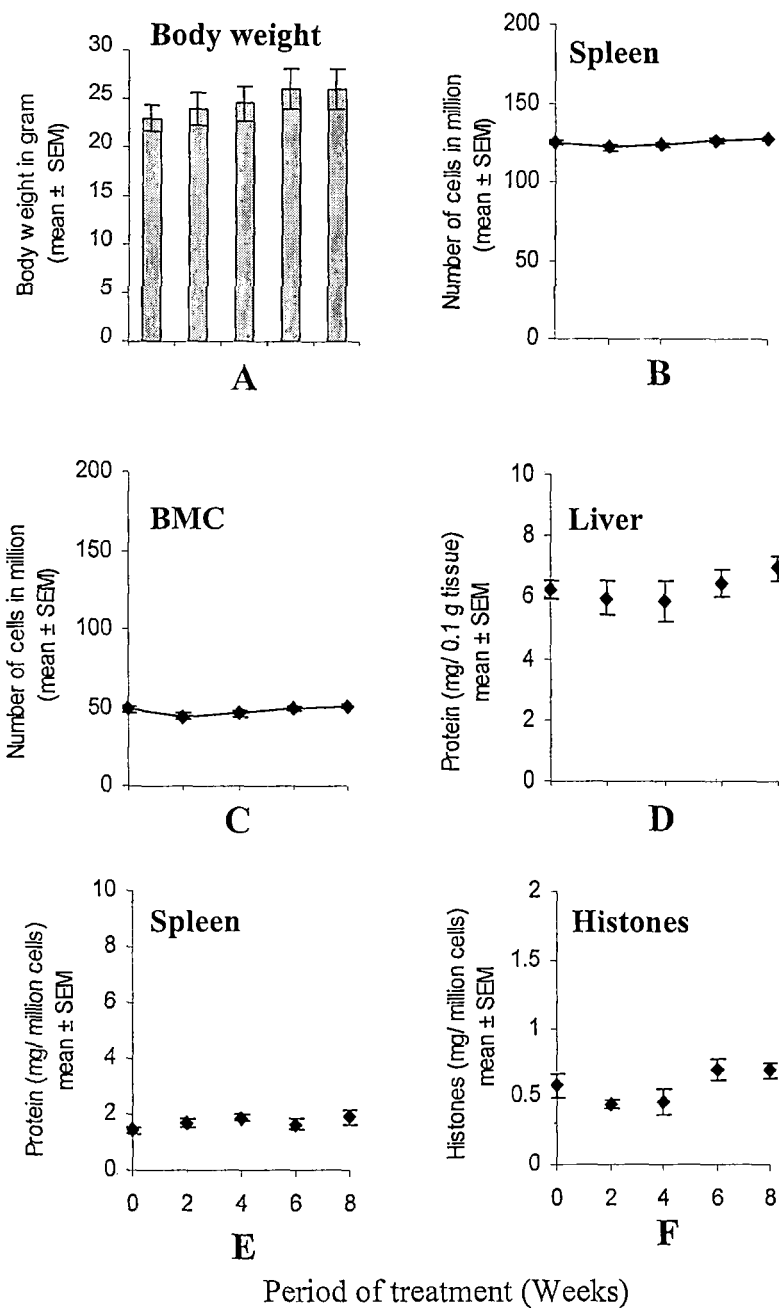 Body weight
Body weight in gram
(mean ± SEM)
30
25
20
15
10
5
0
A
Spleen
Number of cells in million
(mean ± SEM)
200
150
100
50
0
B
BMC
Number of cells in million
(mean ± SEM)
200
150
100
50
0
C
Liver
Protein (mg/ 0.1 g tissue)
mean ± SEM
10
8
6
4
2
0
D
Spleen
Protein (mg/ million cells)
mean ± SEM
10
8
6
4
2
0
0 2 4 6 8
E
Histones
Histones (mg/ million cells)
mean ± SEM
2
1.5
1
0.5
0
0 2 4 6 8
F
Period of treatment (Weeks)